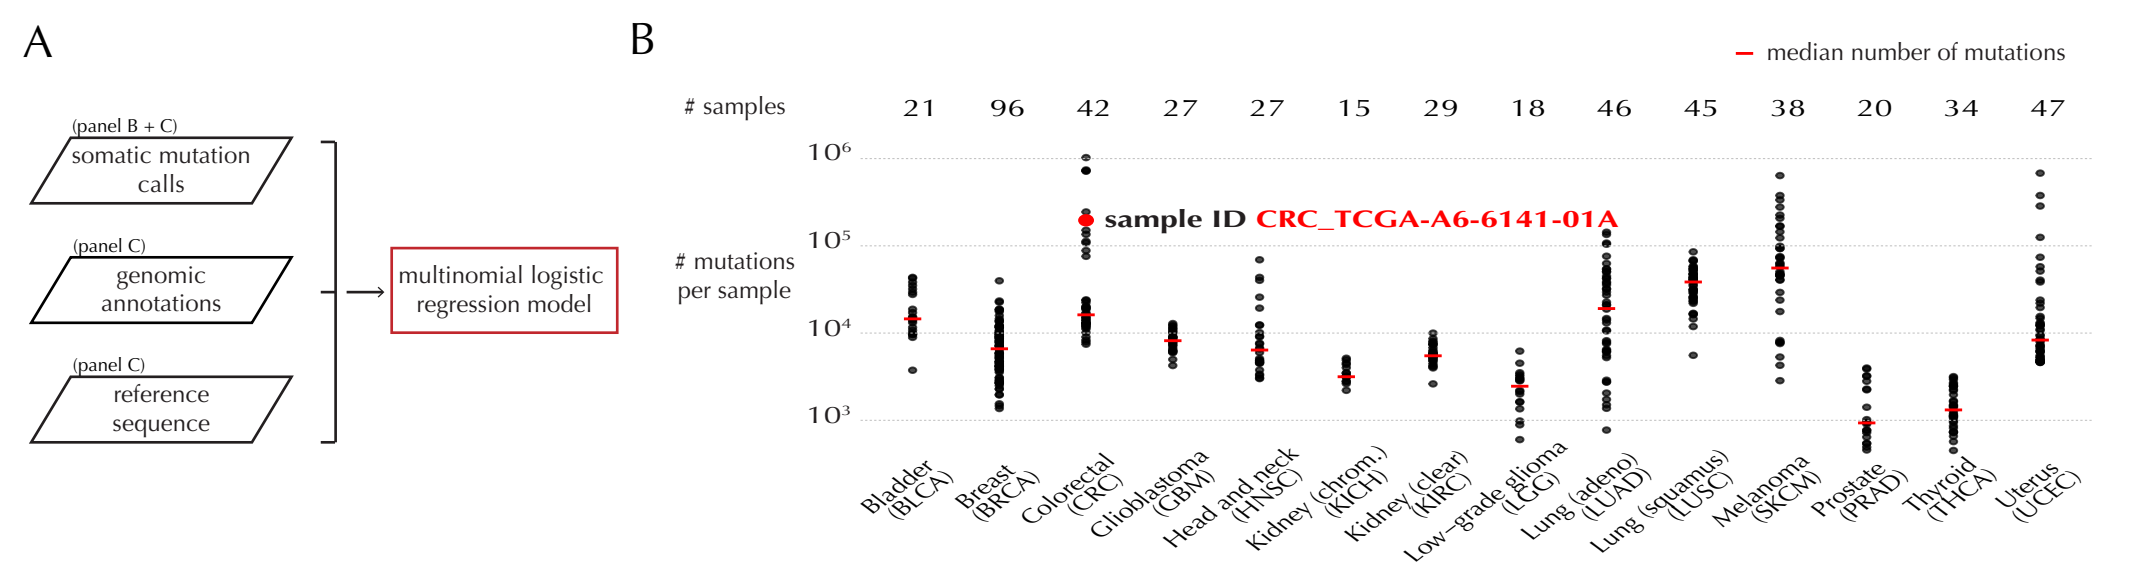 A
(panel B + C)
somatic mutation
calls
(panel C)
genomic
annotations
(panel C)
reference
sequence
multinomial logistic
regression model
B
median number of mutations
# samples
21 96 42 27 27 15 29 18 46 45 38 20 34 47
# mutations
per sample
10⁶
10⁵
10⁴
10³
sample ID CRC_TCGA-A6-6141-01A
Bladder
(BLCA)
Breast
(BRCA)
Colorectal
(CRC)
Glioblastoma
(GBM)
Head and neck
(HNSC)
Kidney (chrom.)
(KICH)
Kidney (clear)
(KIRC)
Low-grade glioma
(LGG)
Lung (adeno)
(LUAD)
Lung (squamus)
(LUSC)
Melanoma
(SKCM)
Prostate
(PRAD)
Thyroid
(THCA)
Uterus
(UCEC)